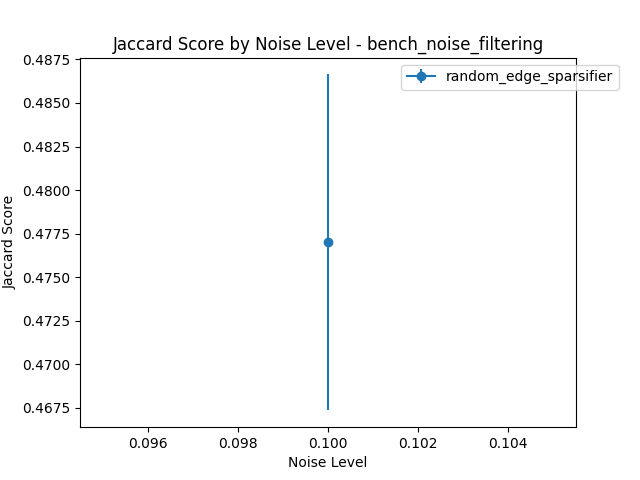 Jaccard Score by Noise Level - bench_noise_filtering
random_edge_sparsifier
Jaccard Score
0.4875
0.4850
0.4825
0.4800
0.4775
0.4750
0.4725
0.4700
0.4675
0.096 0.098 0.100 0.102 0.104
Noise Level